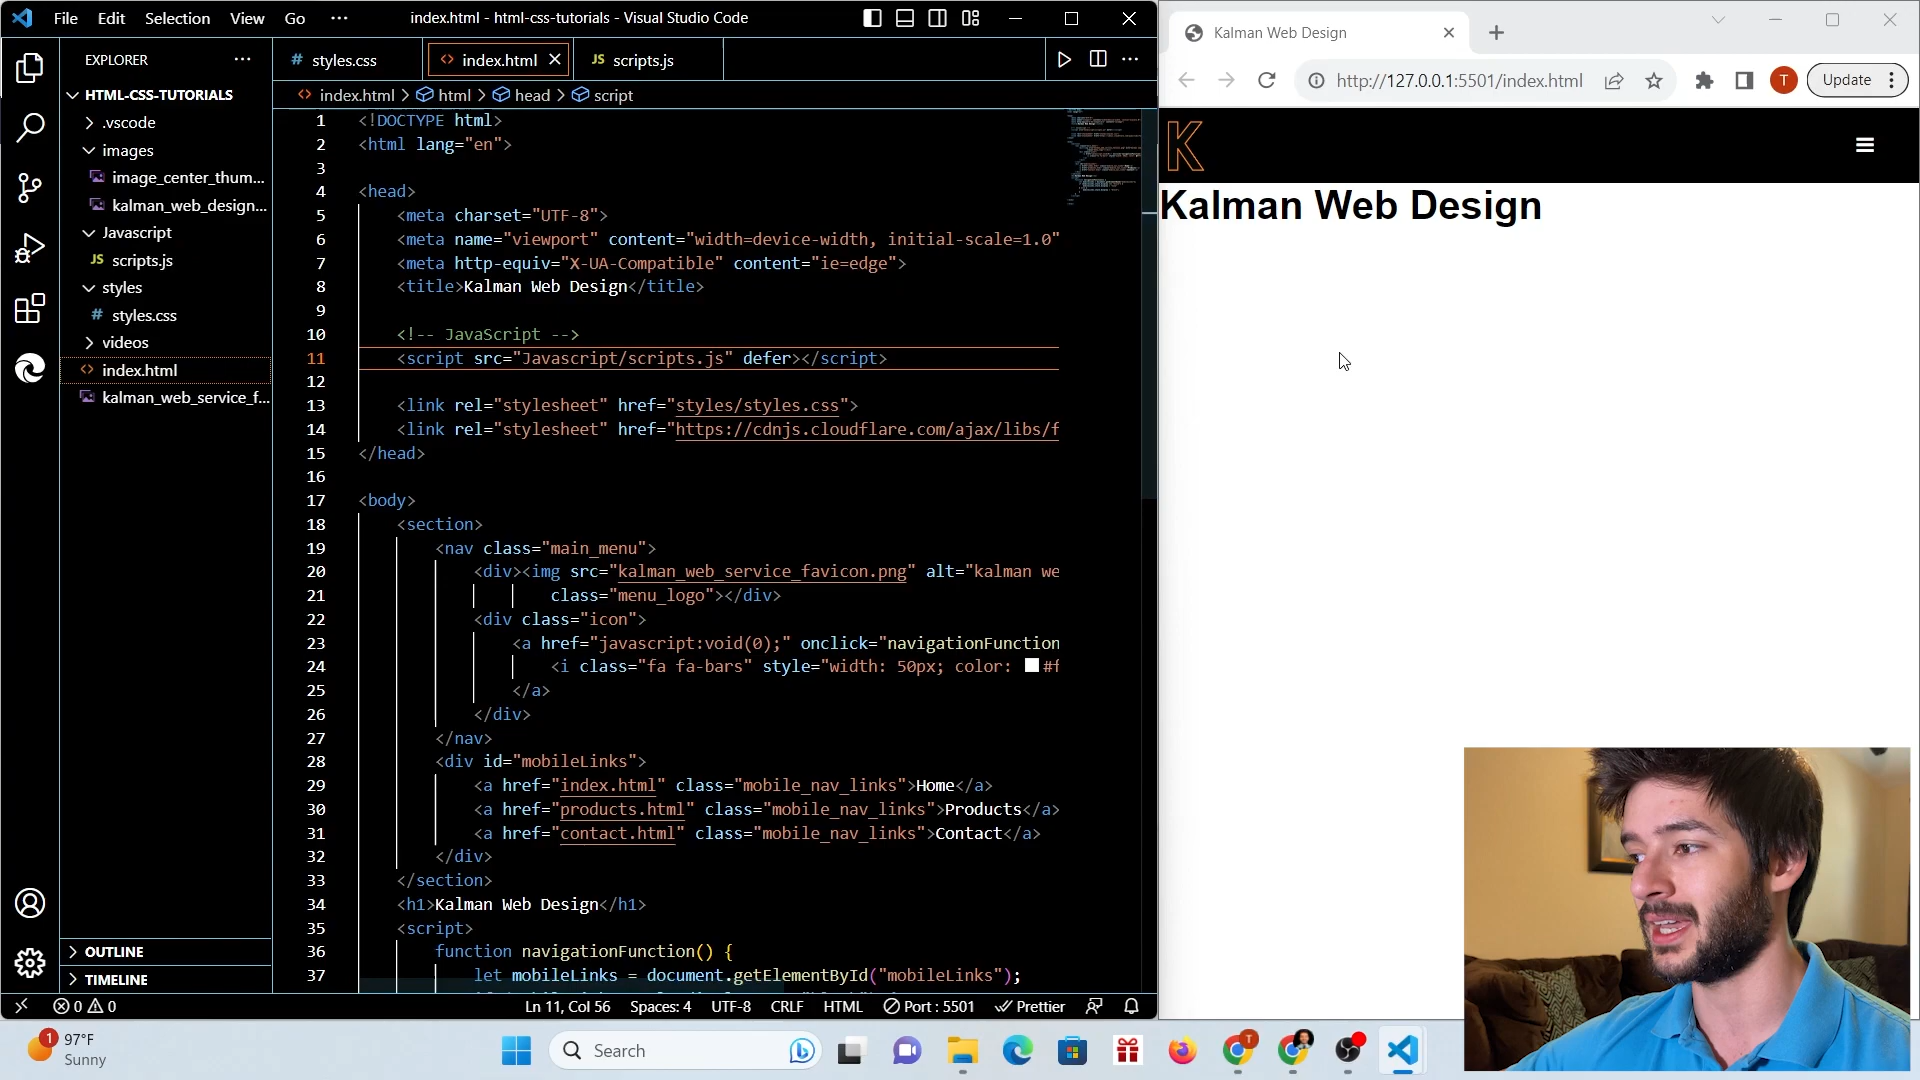 File Edit Selection View Go ··· index.html - html-css-tutorials - Visual Studio Code
EXPLORER ···
HTML-CSS-TUTORIALS
.vscode
images
image_center_thum...
kalman_web_design...
Javascript
JS scripts.js
styles
# styles.css
videos
<> index.html
kalman_web_service_f...
OUTLINE
TIMELINE
# styles.css
<> index.html
JS scripts.js
<> index.html > html > head > script
1 <!DOCTYPE html>
2 <html lang="en">
3
4 <head>
5 <meta charset="UTF-8">
6 <meta name="viewport" content="width=device-width, initial-scale=1.0"
7 <meta http-equiv="X-UA-Compatible" content="ie=edge">
8 <title>Kalman Web Design</title>
9
10 <!-- JavaScript -->
11 <script src="Javascript/scripts.js" defer></script>
12
13 <link rel="stylesheet" href="styles/styles.css">
14 <link rel="stylesheet" href="https://cdnjs.cloudflare.com/ajax/libs/f
15 </head>
16
17 <body>
18 <section>
19 <nav class="main_menu">
20 <div><img src="kalman_web_service_favicon.png" alt="kalman we
21 class="menu_logo"></div>
22 <div class="icon">
23 <a href="javascript:void(0);" onclick="navigationFunction
24 <i class="fa fa-bars" style="width: 50px; color: #f
25 </a>
26 </div>
27 </nav>
28 <div id="mobileLinks">
29 <a href="index.html" class="mobile_nav_links">Home</a>
30 <a href="products.html" class="mobile_nav_links">Products</a>
31 <a href="contact.html" class="mobile_nav_links">Contact</a>
32 </div>
33 </section>
34 <h1>Kalman Web Design</h1>
35 <script>
36 function navigationFunction() {
37 let mobileLinks = document.getElementById("mobileLinks");
0 0 Ln 11, Col 56 Spaces: 4 UTF-8 CRLF HTML Port : 5501 Prettier
Kalman Web Design
http://127.0.0.1:5501/index.html
T
Update
K
Kalman Web Design
1
97°F
Sunny
Search
T